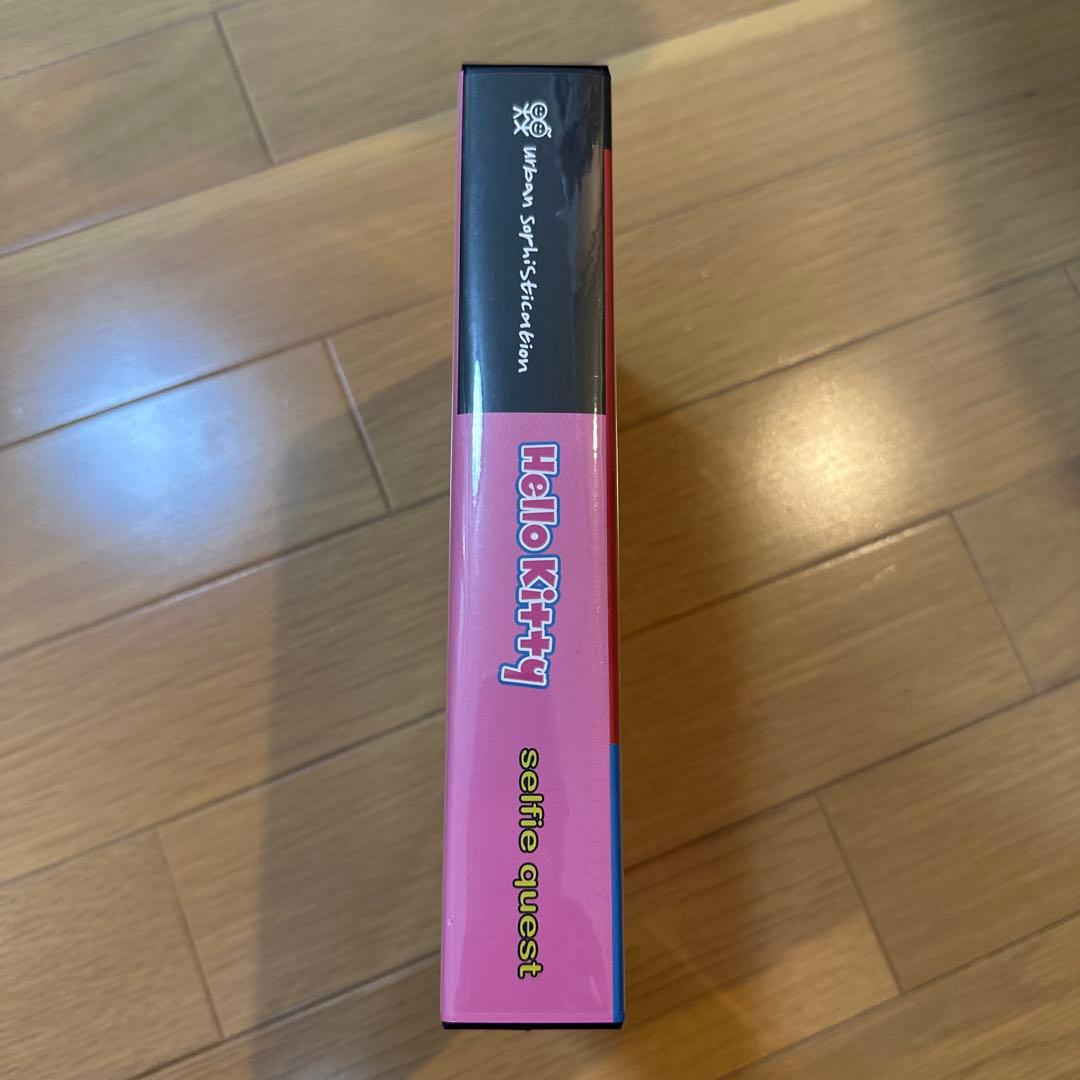 urban Sophistication
Hello Kitty
selfie quest